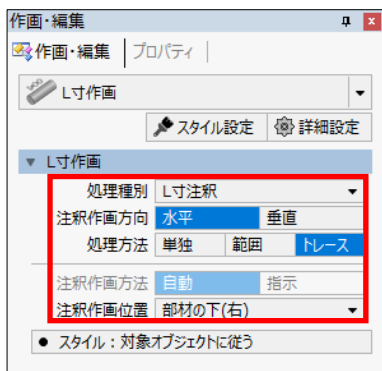 作画・編集
作画・編集 プロパティ
L寸作画
スタイル設定 詳細設定
L寸作画
処理種別 L寸注釈
注釈作画方向 水平 垂直
処理方法 単独 範囲 トレース
注釈作画方法 自動 指示
注釈作画位置 部材の下(右)
● スタイル：対象オブジェクトに従う